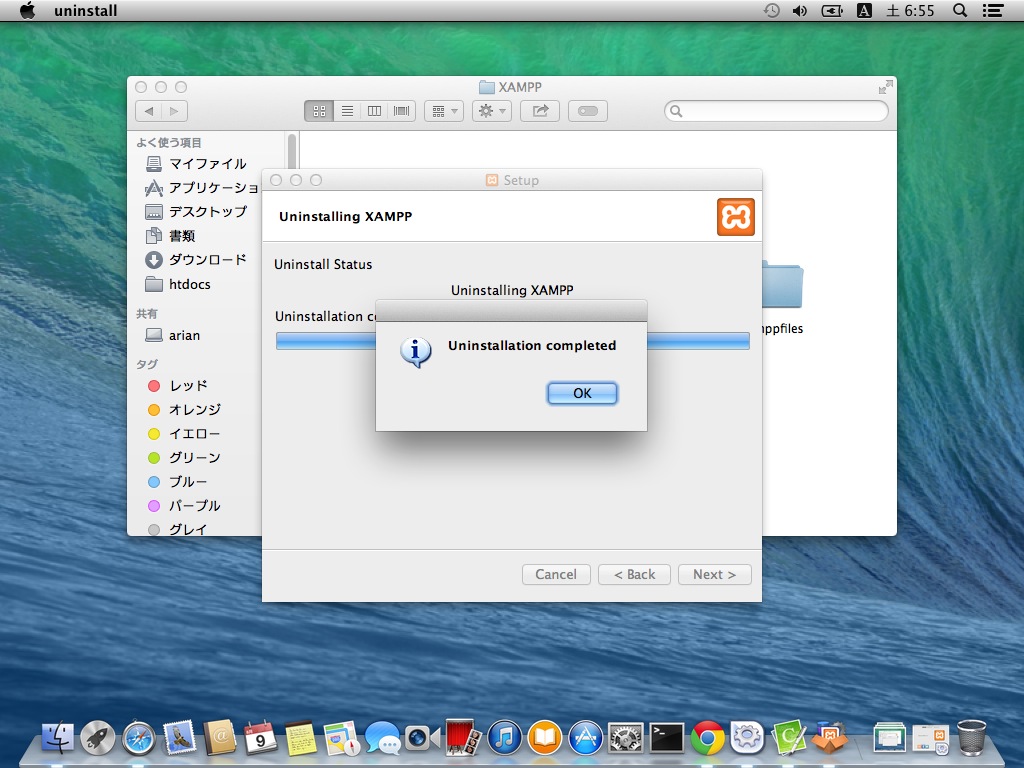 uninstall
A
土 6:55
XAMPP
よく使う項目
マイファイル
アプリケーショ
デスクトップ
書類
ダウンロード
htdocs
共有
arian
タグ
レッド
オレンジ
イエロー
グリーン
ブルー
パープル
グレイ
ppfiles
Setup
Uninstalling XAMPP
Uninstall Status
Uninstalling XAMPP
Uninstallation co
Uninstallation completed
OK
Cancel
< Back
Next >
9